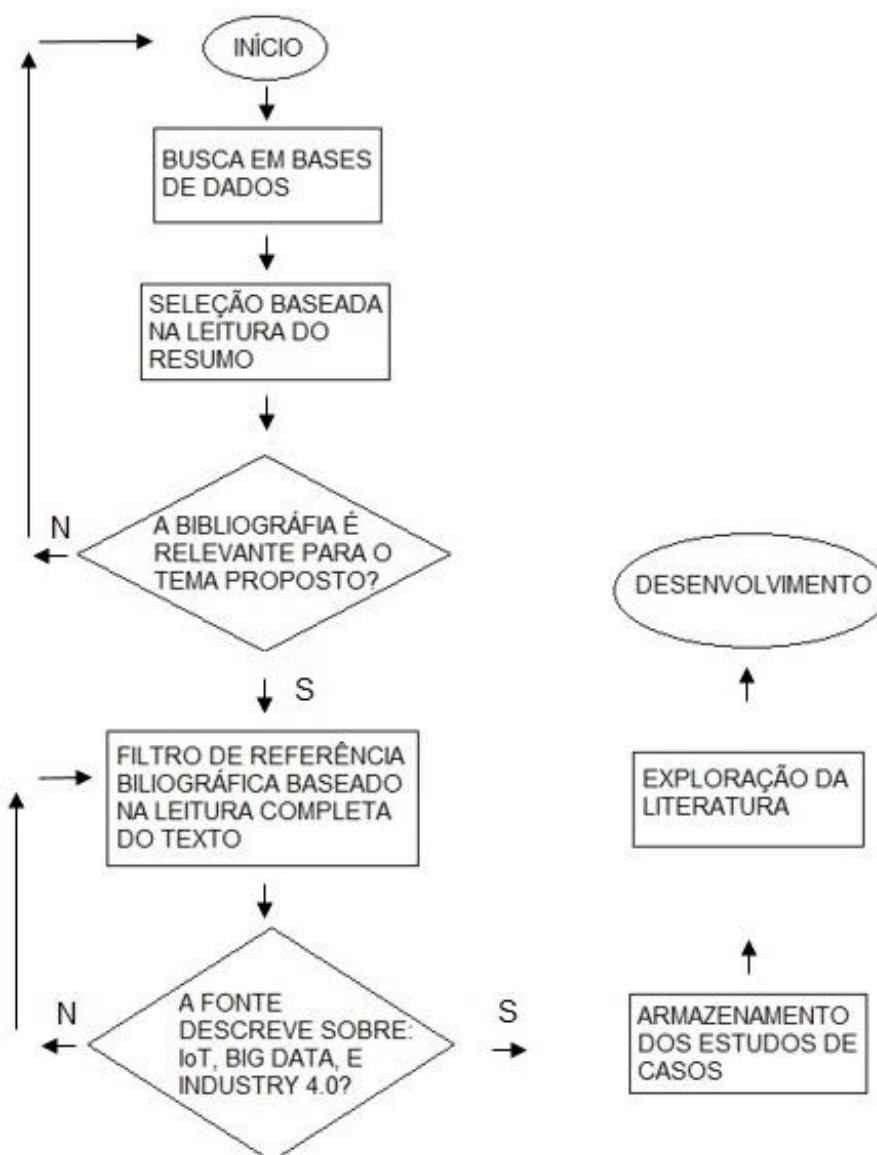 INÍCIO
BUSCA EM BASES
DE DADOS
SELEÇÃO BASEADA
NA LEITURA DO
RESUMO
N
A BIBLIOGRÁFIA É
RELEVANTE PARA O
TEMA PROPOSTO?
S
FILTRO DE REFERÊNCIA
BILIOGRÁFICA BASEADO
NA LEITURA COMPLETA
DO TEXTO
N
A FONTE
DESCREVE SOBRE:
IoT, BIG DATA, E
INDUSTRY 4.0?
S
ARMAZENAMENTO
DOS ESTUDOS DE
CASOS
EXPLORAÇÃO DA
LITERATURA
DESENVOLVIMENTO